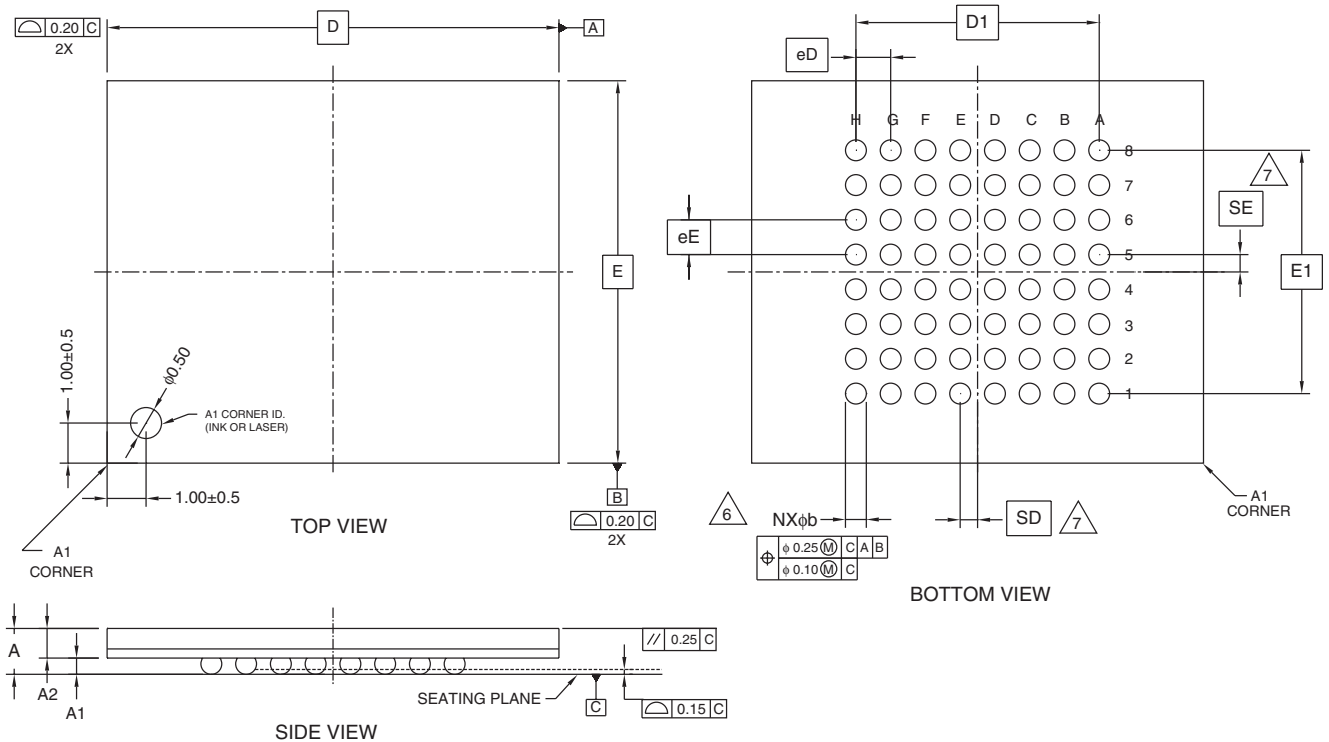 ⌓ 0.20 C
2X
D
A
E
1.00±0.5
ϕ0.50
A1 CORNER ID.
(INK OR LASER)
1.00±0.5
B
⌓ 0.20 C
2X
TOP VIEW
A1
CORNER
D1
eD
H G F E D C B A
8
7
6
5
4
3
2
1
7
SE
eE
E1
6
NXϕb
⌖ ϕ 0.25 Ⓜ C A B
ϕ 0.10 Ⓜ C
SD
7
A1
CORNER
BOTTOM VIEW
A
A2
A1
// 0.25 C
SEATING PLANE
C
⌓ 0.15 C
SIDE VIEW